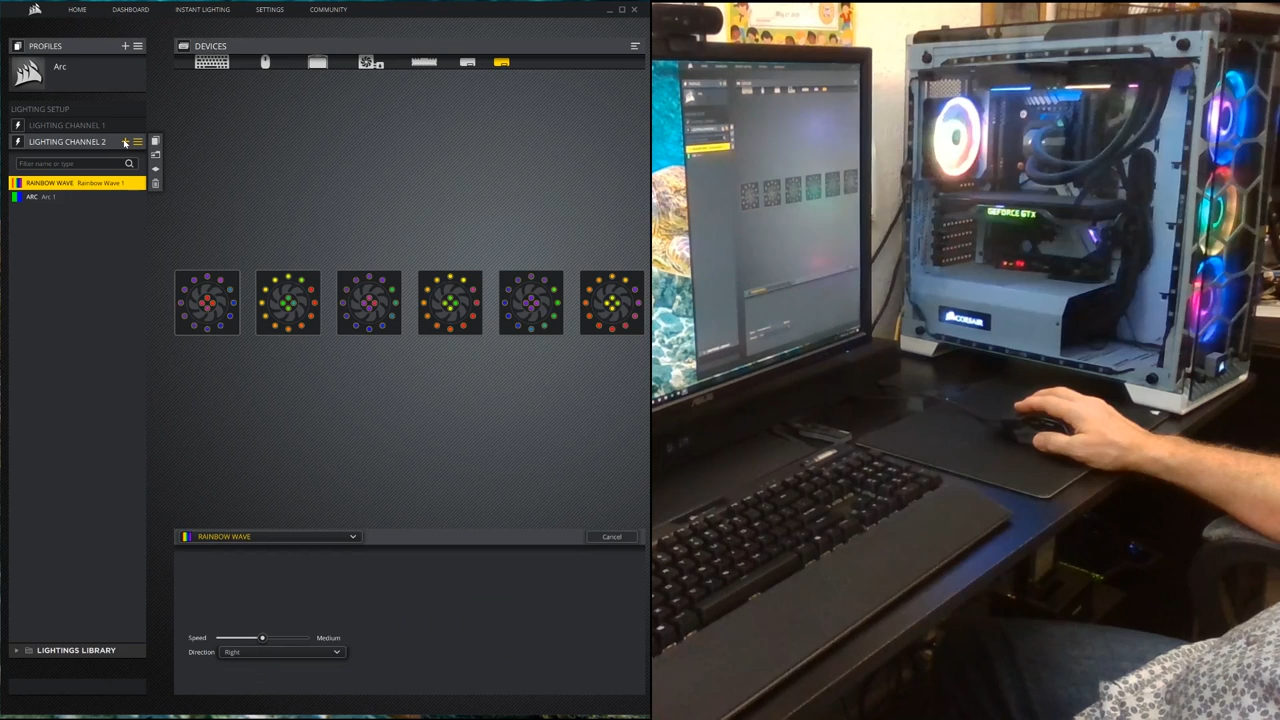 HOME DASHBOARD INSTANT LIGHTING SETTINGS COMMUNITY
PROFILES
DEVICES
Arc
LIGHTING SETUP
LIGHTING CHANNEL 1
LIGHTING CHANNEL 2
Filter name or type
RAINBOW WAVE Rainbow Wave 1
ARC Arc 1
RAINBOW WAVE
Cancel
Speed Medium
Direction Right
LIGHTINGS LIBRARY
GEFORCE GTX
CORSAIR
ASUS